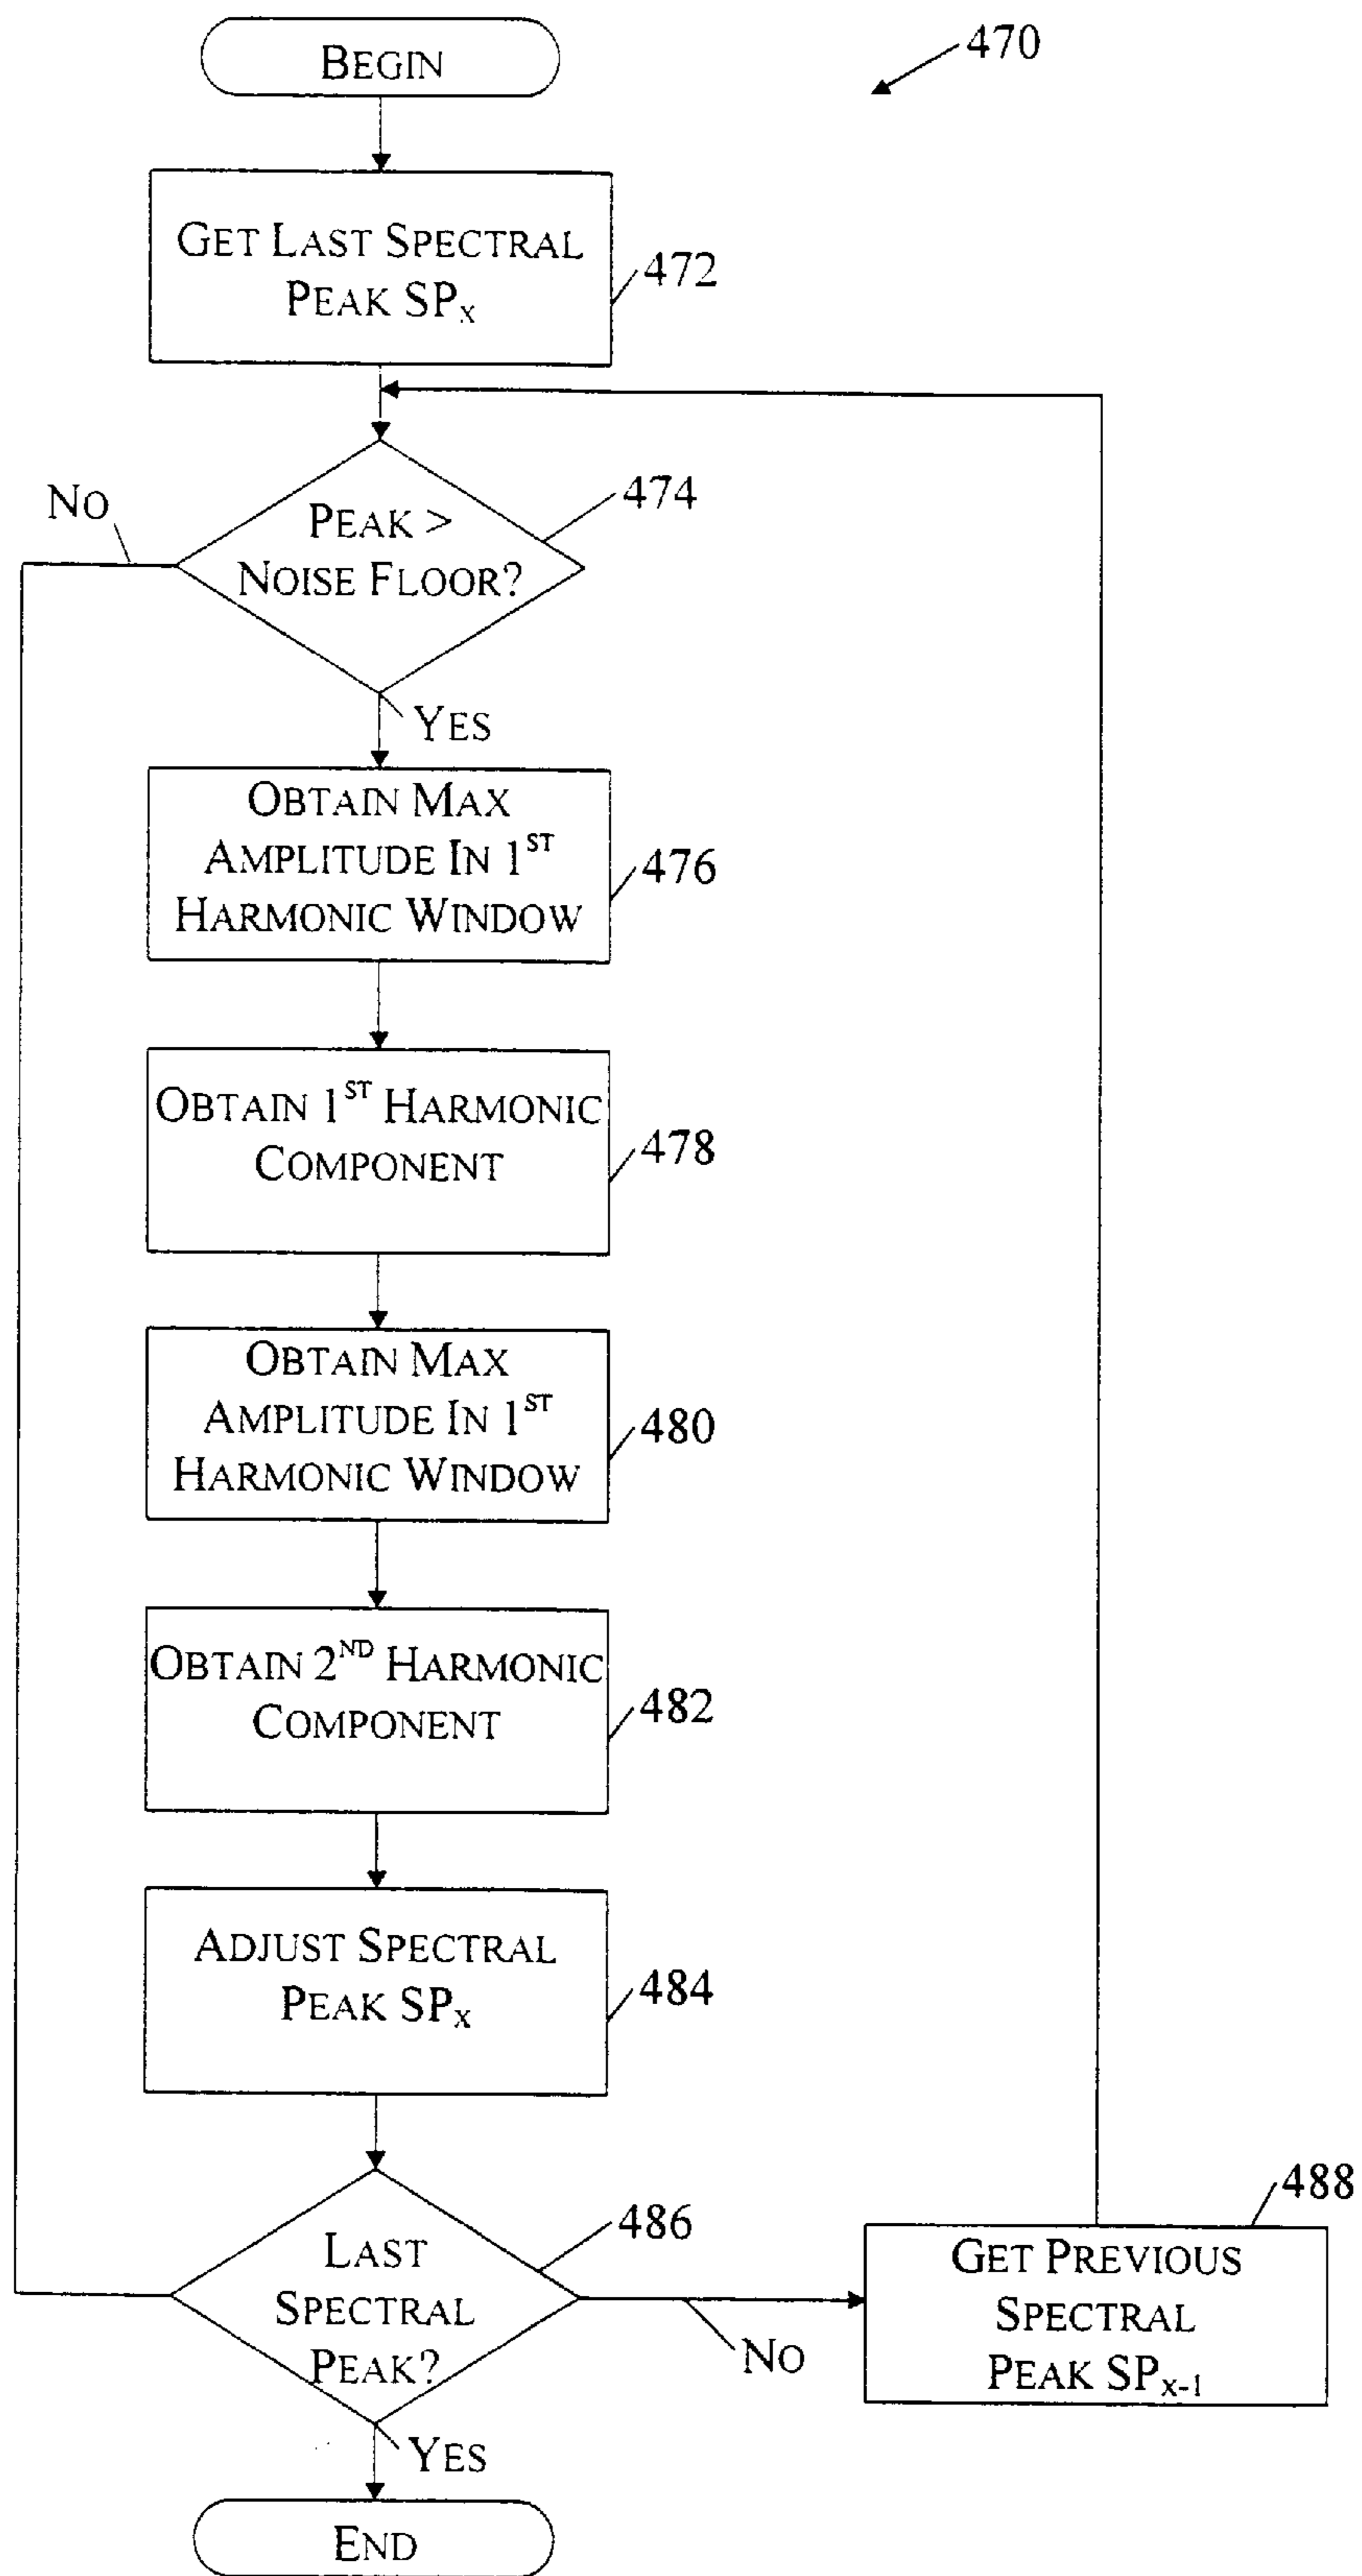 BEGIN
470
GET LAST SPECTRAL
PEAK SPx
472
NO
PEAK >
NOISE FLOOR?
474
YES
OBTAIN MAX
AMPLITUDE IN 1ST
HARMONIC WINDOW
476
OBTAIN 1ST HARMONIC
COMPONENT
478
OBTAIN MAX
AMPLITUDE IN 1ST
HARMONIC WINDOW
480
OBTAIN 2ND HARMONIC
COMPONENT
482
ADJUST SPECTRAL
PEAK SPx
484
LAST
SPECTRAL
PEAK?
486
NO
488
GET PREVIOUS
SPECTRAL
PEAK SPx-1
YES
END